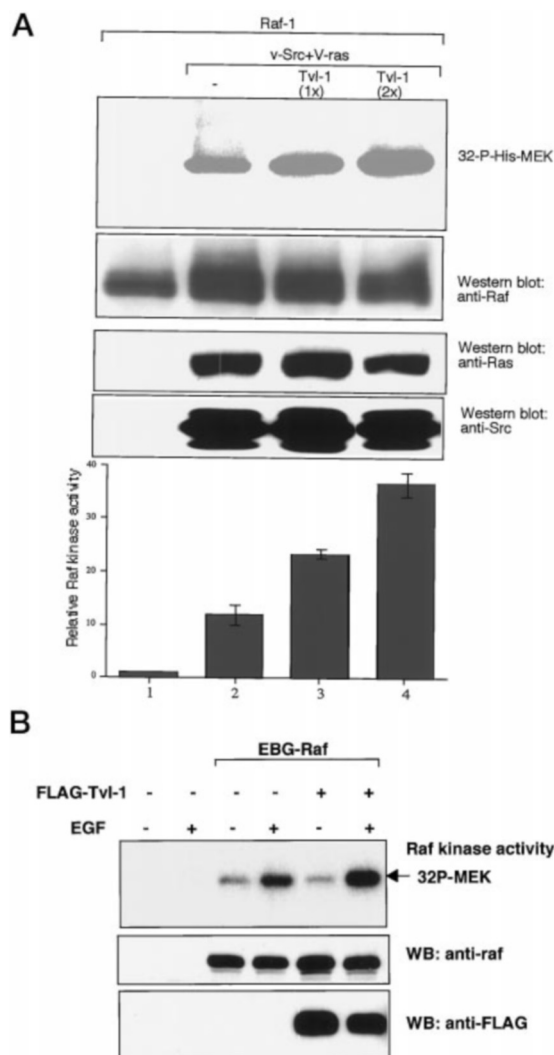 A
Raf-1
v-Src+V-ras
- Tvl-1 Tvl-1
(1x) (2x)
32-P-His-MEK
Western blot:
anti-Raf
Western blot:
anti-Ras
Western blot:
anti-Src
Relative Raf kinase activity
40
30
20
10
0
1 2 3 4
B
EBG-Raf
FLAG-Tvl-1 - - - - + +
EGF - + - + - +
Raf kinase activity
32P-MEK
WB: anti-raf
WB: anti-FLAG